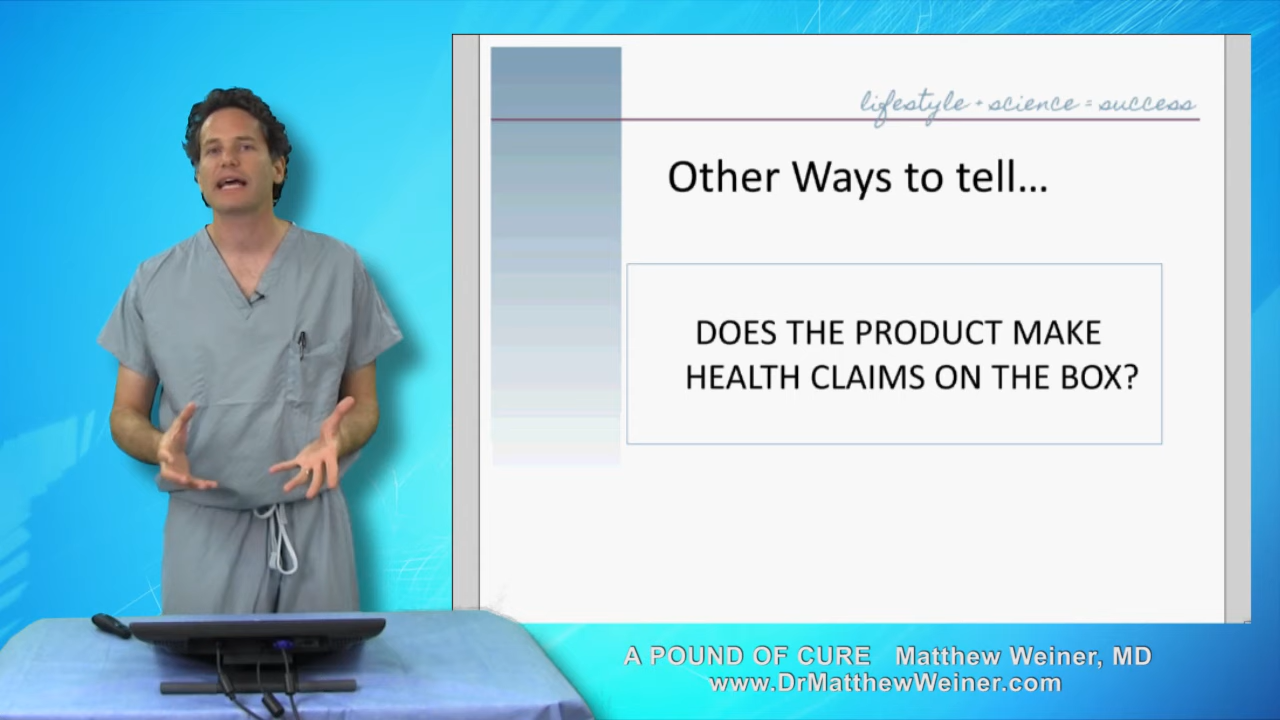 lifestyle + science = success
Other Ways to tell…
DOES THE PRODUCT MAKE
HEALTH CLAIMS ON THE BOX?
A POUND OF CURE Matthew Weiner, MD
www.DrMatthewWeiner.com